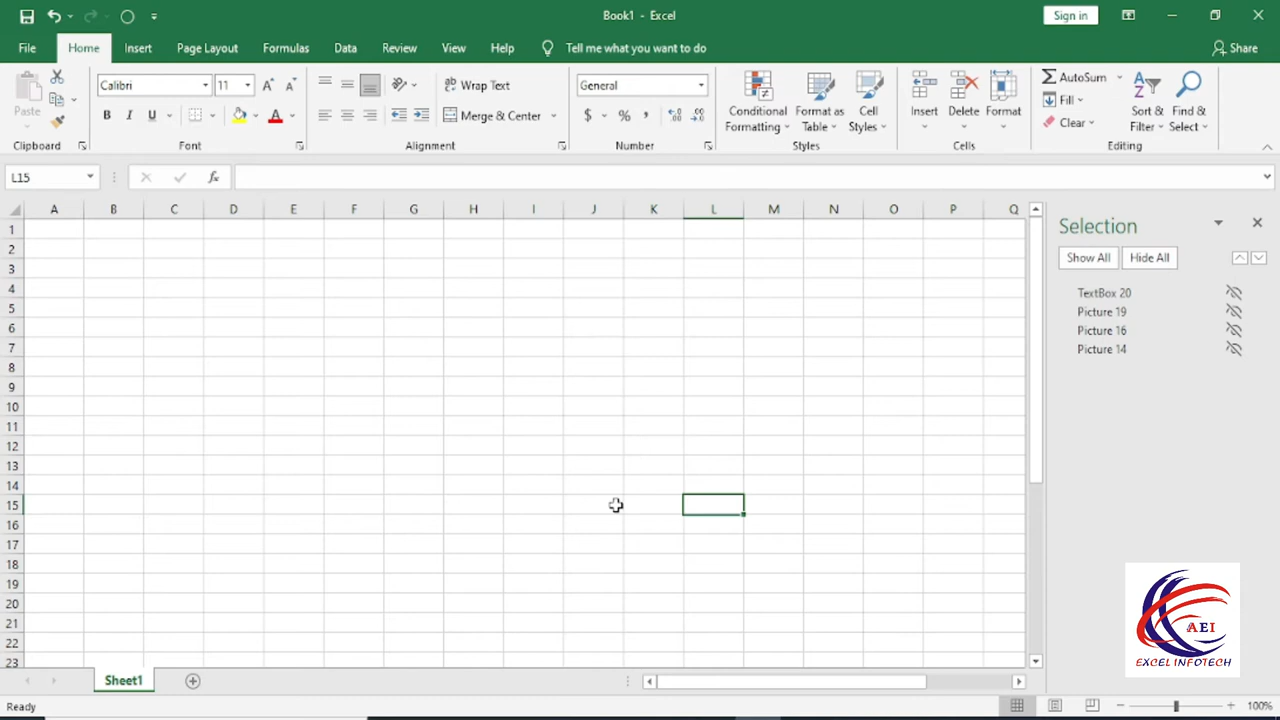 Book1 - Excel
Sign in
File Home Insert Page Layout Formulas Data Review View Help Tell me what you want to do Share
Paste
Clipboard
Calibri 11
B I U
Font
Wrap Text
Merge & Center
Alignment
General
$ % ,
Number
Conditional Formatting
Format as Table
Cell Styles
Styles
Insert Delete Format
Cells
AutoSum
Fill
Clear
Sort & Filter
Find & Select
Editing
L15
fx
A B C D E F G H I J K L M N O P Q
1
2
3
4
5
6
7
8
9
10
11
12
13
14
15
16
17
18
19
20
21
22
23
Selection
Show All Hide All
TextBox 20
Picture 19
Picture 16
Picture 14
AEI
EXCEL INFOTECH
Sheet1
Ready
100%